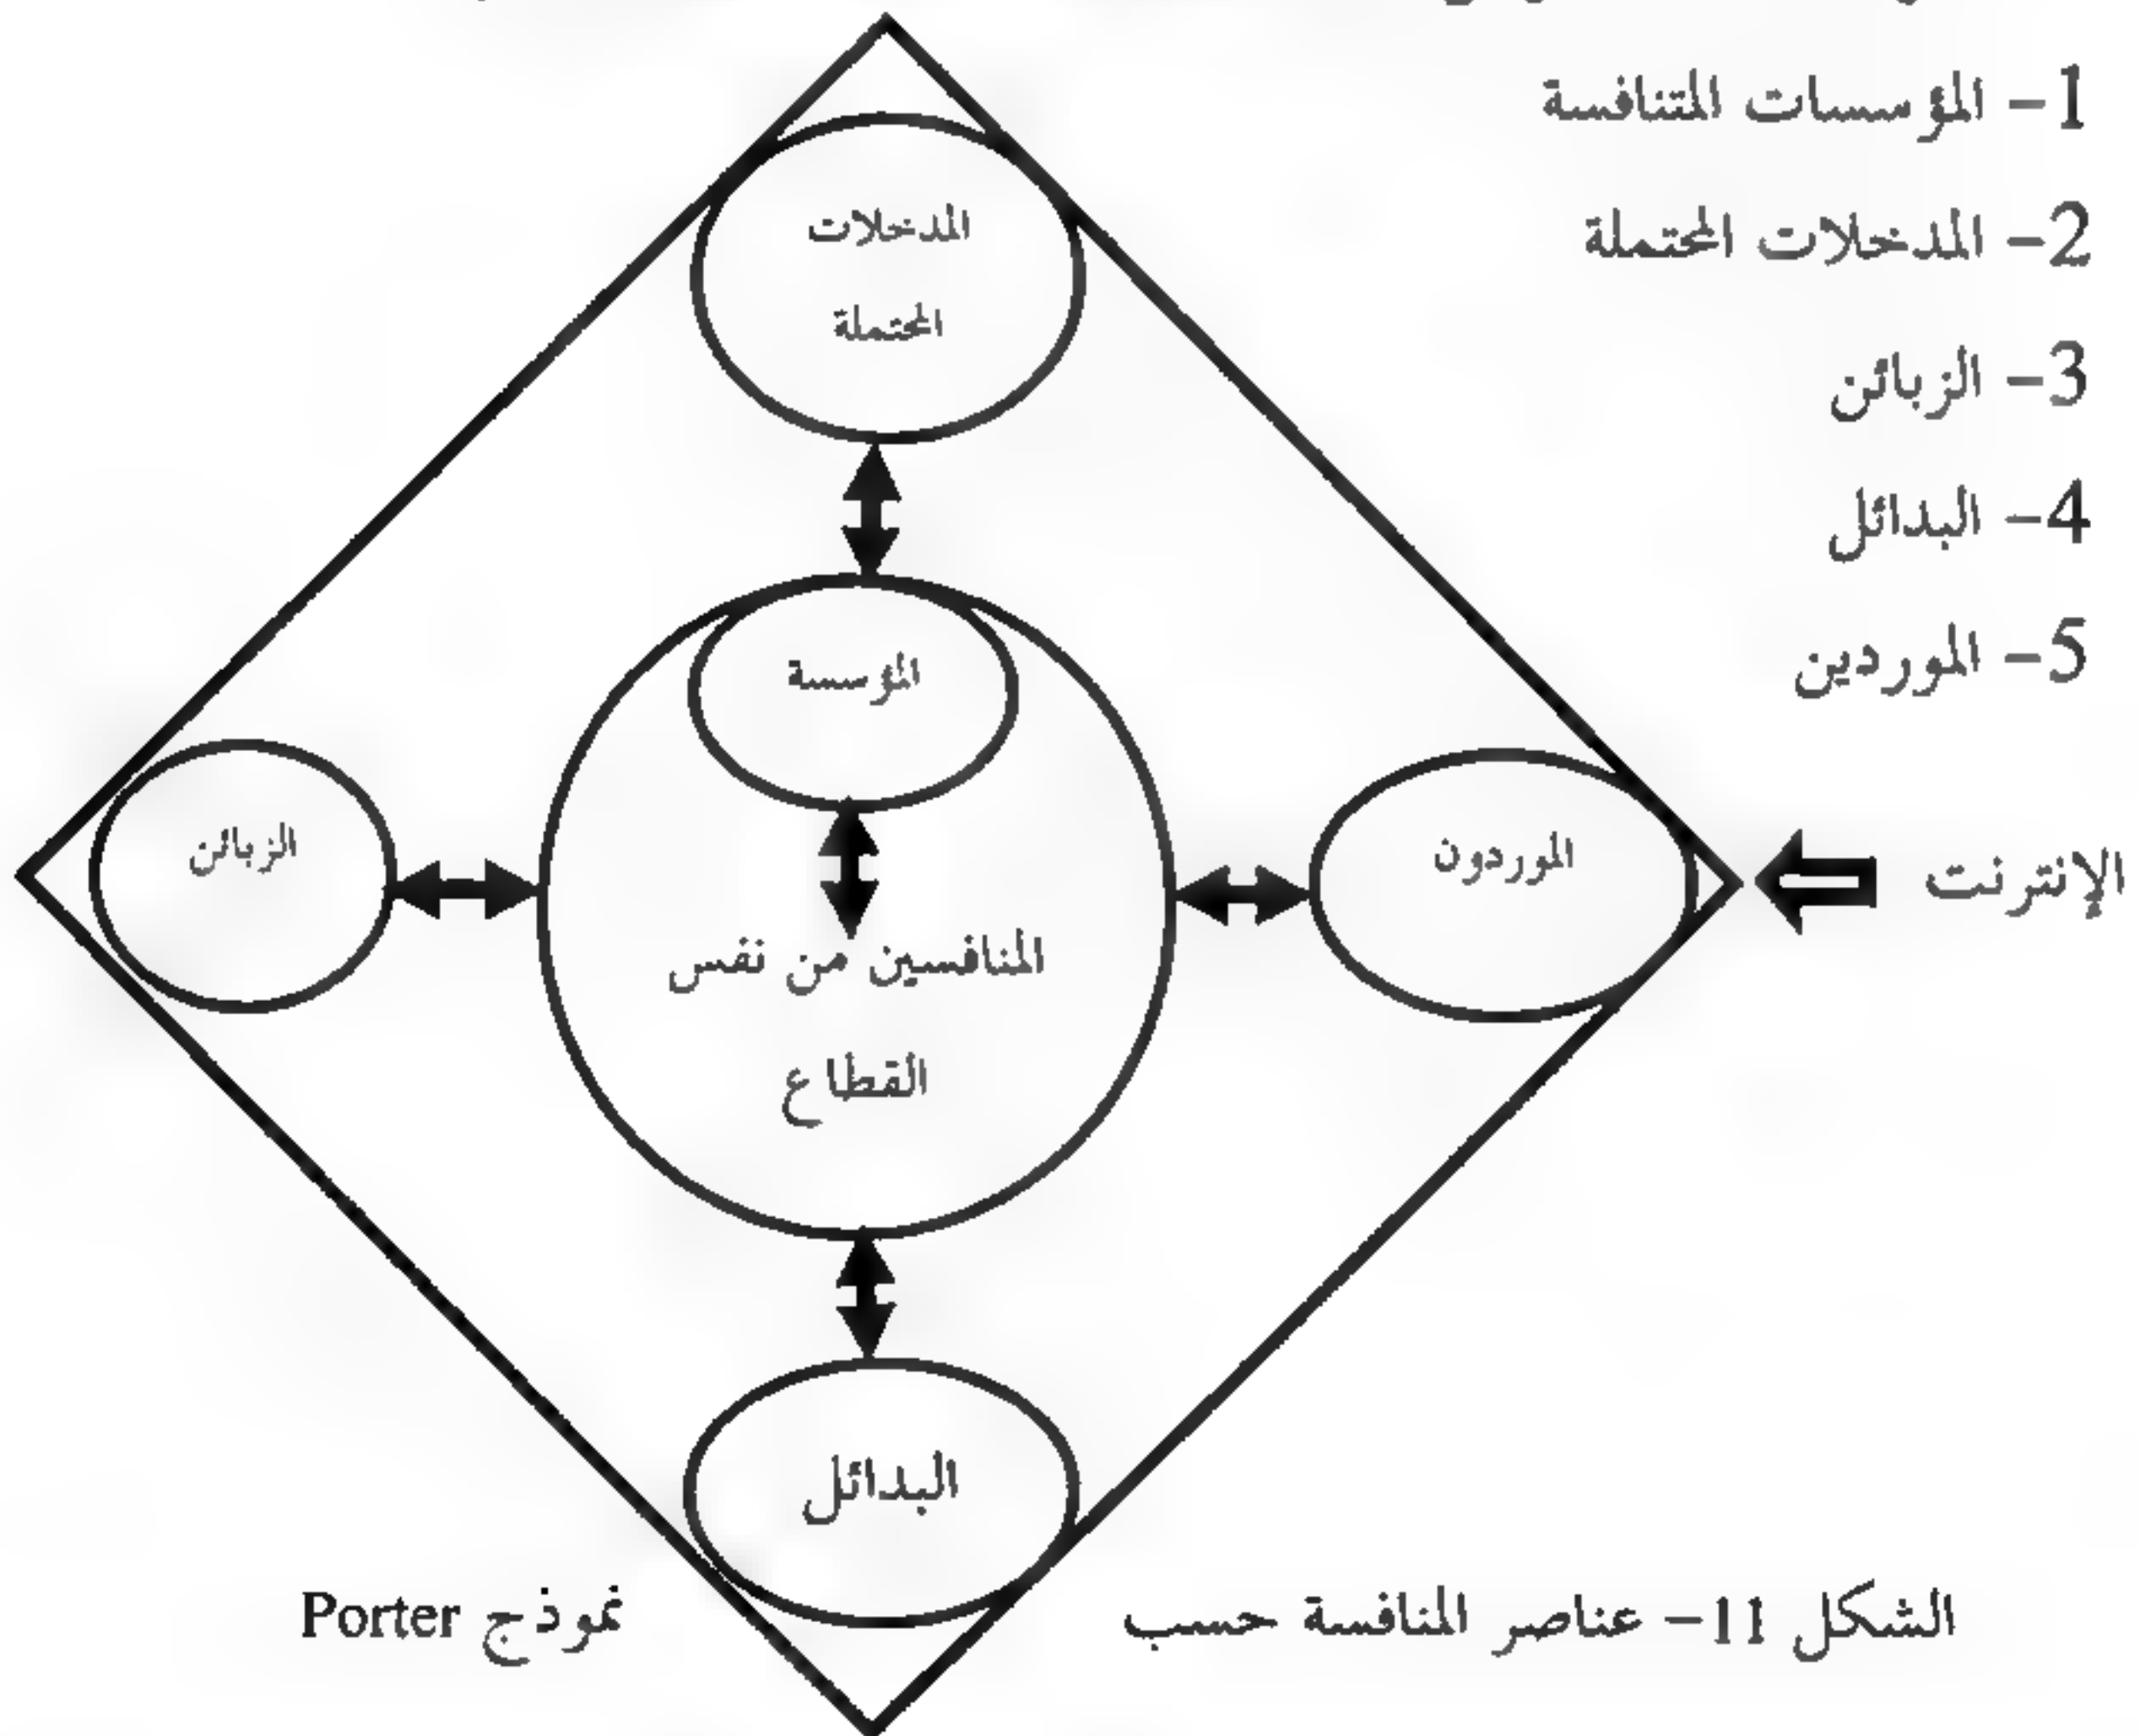 1- المؤسسات المتنافسة
2- المدخلات المحتملة
3- الزبائن
4- البدائل
5- الموردين
المدخلات
المحتملة
المؤسسة
الموردون
الزبائن
الإنترنت
المنافسين من نفس
القطاع
البدائل
الشكل 11- عناصر المنافسة حسب نموذج Porter